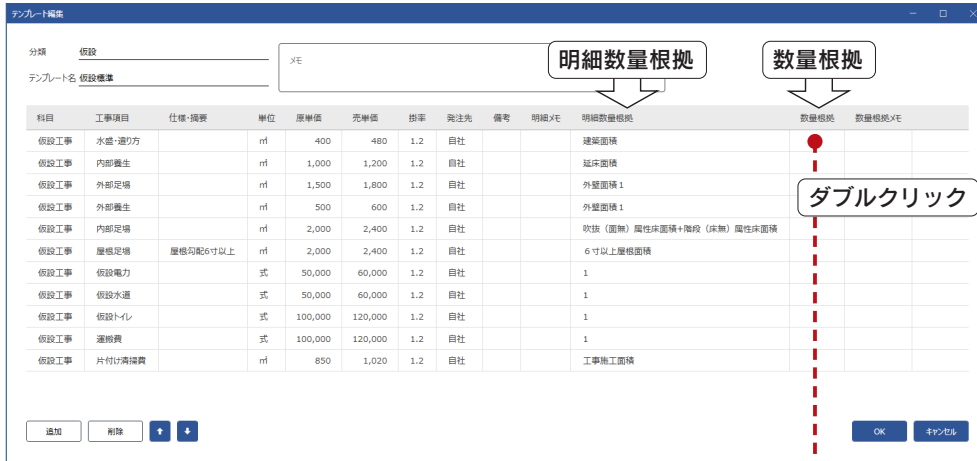 テンプレート編集
分類 仮設
メモ
テンプレート名 仮設標準
明細数量根拠
数量根拠
科目 工事項目 仕様・摘要 単位 原単価 売単価 掛率 発注先 備考 明細メモ 明細数量根拠 数量根拠 数量根拠メモ
仮設工事 水盛・遣り方 ㎡ 400 480 1.2 自社 建築面積
仮設工事 内部養生 ㎡ 1,000 1,200 1.2 自社 延床面積
仮設工事 外部足場 ㎡ 1,500 1,800 1.2 自社 外壁面積1
仮設工事 外部養生 ㎡ 500 600 1.2 自社 外壁面積1
ダブルクリック
仮設工事 内部足場 ㎡ 2,000 2,400 1.2 自社 吹抜（面無）属性床面積+階段（床無）属性床面積
仮設工事 屋根足場 屋根勾配6寸以上 ㎡ 2,000 2,400 1.2 自社 6寸以上屋根面積
仮設工事 仮設電力 式 50,000 60,000 1.2 自社 1
仮設工事 仮設水道 式 50,000 60,000 1.2 自社 1
仮設工事 仮設トイレ 式 100,000 120,000 1.2 自社 1
仮設工事 運搬費 式 100,000 120,000 1.2 自社 1
仮設工事 片付け清掃費 ㎡ 850 1,020 1.2 自社 工事施工面積
追加 削除 OK キャンセル